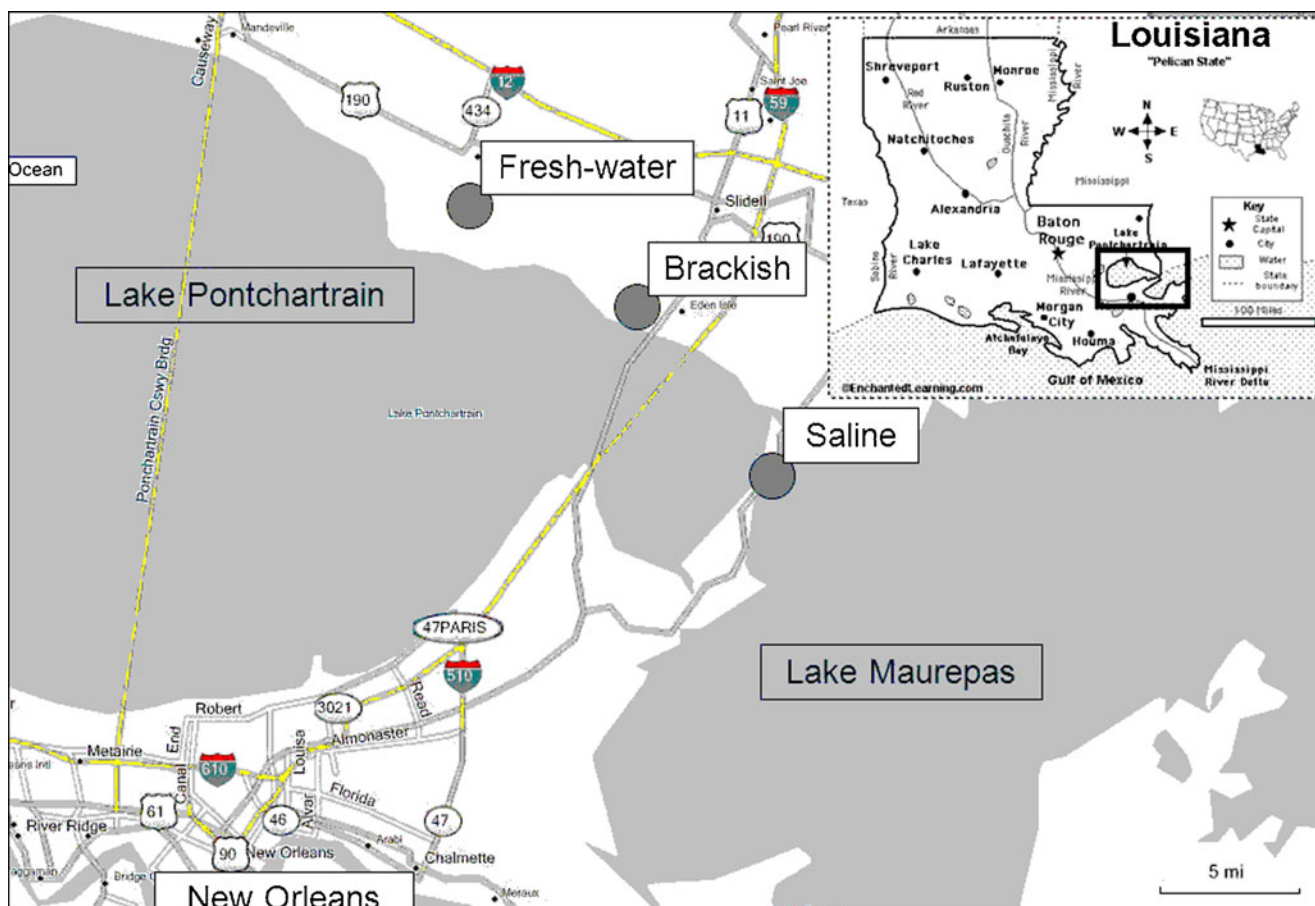 Causeway
Mandeville
190
434
12
Pearl River
Saint Joe
11
59
Ocean
Fresh-water
Slidell
190
Brackish
Eden Isle
Lake Pontchartrain
Ponchartrain Cswy Brdg
Lake Pontchartrain
Saline
47PARIS
510
Lake Maurepas
Read
Robert
3021
Almonaster
Louisa
End
Canal
Metairie
610
Florida
Alvar
61
46
47
River Ridge
Arabi
90
New Orleans
Chalmette
Meraux
New Orleans
5 mi
Louisiana
"Pelican State"
Arkansas
Shreveport
Monroe
Ruston
Red
River
Mississippi
River
Ouachita
River
N
W E
S
Natchitoches
Mississippi
Texas
Alexandria
Baton
Rouge
Lake
Pontchartrain
Key
State
Capital
City
Water
State
boundary
Sabine
River
Lake
Charles
Lafayette
Mississippi
River
Morgan
City
100 Miles
Atchafalaya
Bay
Houma
Mississippi
River Delta
©EnchantedLearning.com
Gulf of Mexico